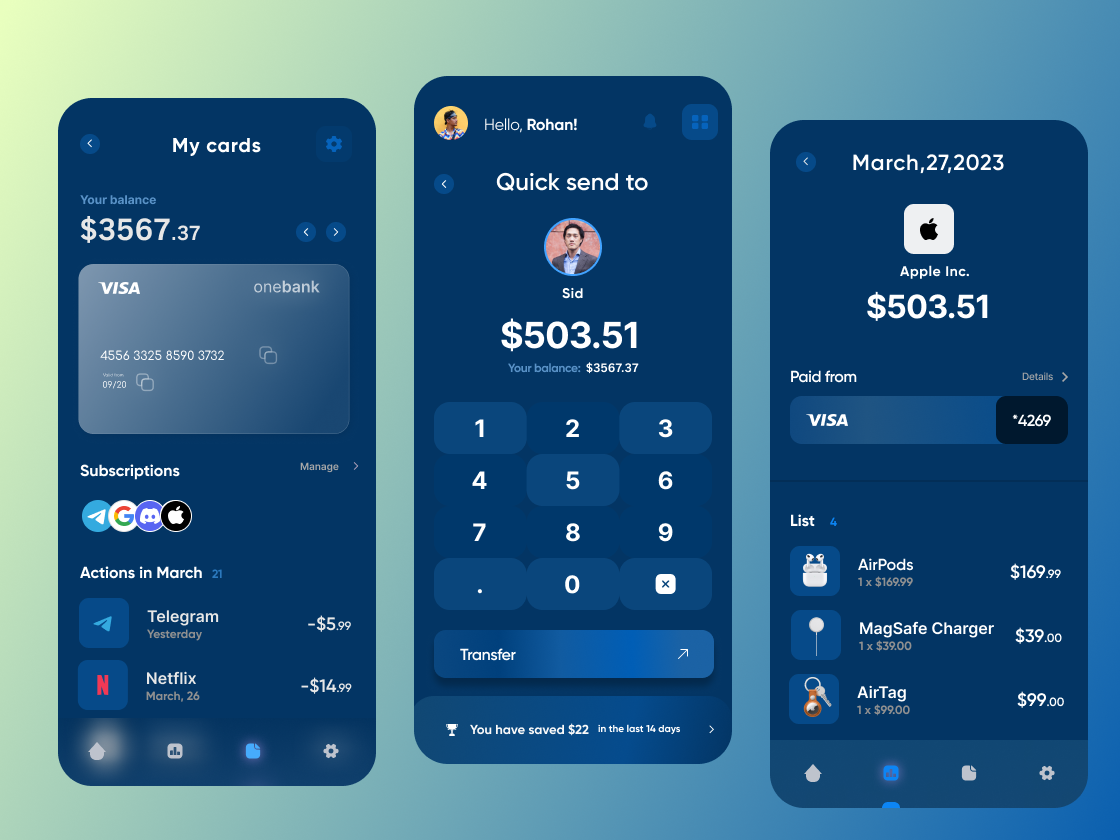 My cards
Your balance
$3567.37
VISA
onebank
4556 3325 8590 3732
Valid from
09/20
Subscriptions
Manage
Actions in March 21
Telegram
Yesterday
-$5.99
Netflix
March, 26
-$14.99
Hello, Rohan!
Quick send to
Sid
$503.51
Your balance: $3567.37
1 2 3
4 5 6
7 8 9
. 0
Transfer
You have saved $22 in the last 14 days
March,27,2023
Apple Inc.
$503.51
Paid from
Details
VISA
*4269
List 4
AirPods
1 x $169.99
$169.99
MagSafe Charger
1 x $39.00
$39.00
AirTag
1 x $99.00
$99.00